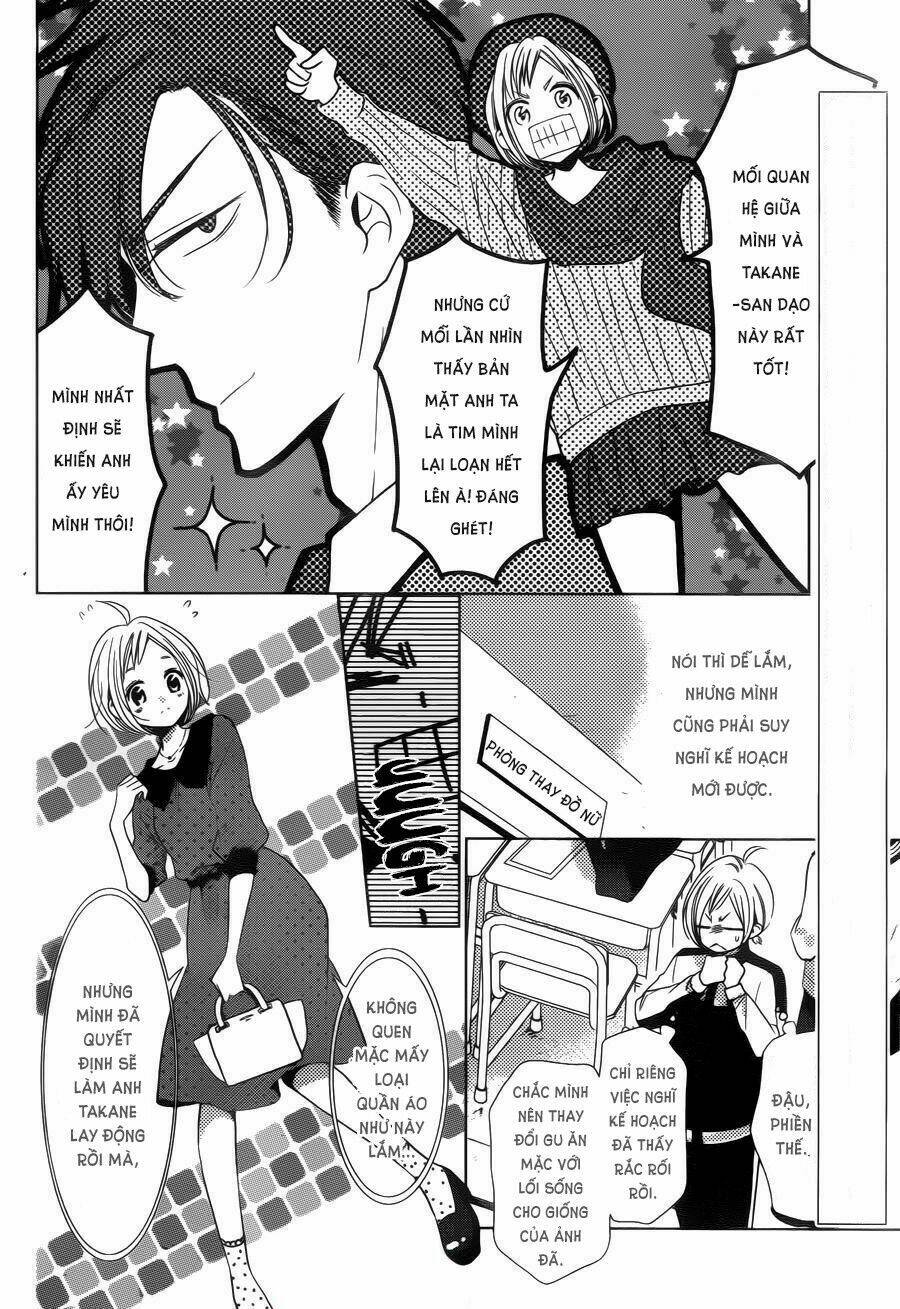 MỐI QUAN
HỆ GIỮA
MÌNH VÀ
TAKANE
-SAN DẠO
NÀY RẤT
TỐT!
NHƯNG CỨ
MỖI LẦN NHÌN
THẤY BẢN
MẶT ANH TA
LÀ TIM MÌNH
LẠI LOẠN HẾT
LÊN À! ĐÁNG
GHÉT!
MÌNH NHẤT
ĐỊNH SẼ
KHIẾN ANH
ẤY YÊU
MÌNH THÔI!
NÓI THÌ DỄ LẮM,
NHƯNG MÌNH
CŨNG PHẢI SUY
NGHĨ KẾ HOẠCH
MỚI ĐƯỢC.
PHÒNG THAY ĐỒ NỮ
UUUGH
ĐẬU,
PHIỀN
THẾ.
CHỈ RIÊNG
VIỆC NGHĨ
KẾ HOẠCH
ĐÃ THẤY
RẮC RỐI
RỒI.
CHẮC MÌNH
NÊN THAY
ĐỔI GU ĂN
MẶC VỚI
LỐI SỐNG
CHO GIỐNG
CỦA ẢNH
ĐÃ.
KHÔNG
QUEN
MẶC MẤY
LOẠI
QUẦN ÁO
NHƯ NÀY
LẮM...
NHƯNG
MÌNH ĐÃ
QUYẾT
ĐỊNH SẼ
LÀM ANH
TAKANE
LAY ĐỘNG
RỒI MÀ,